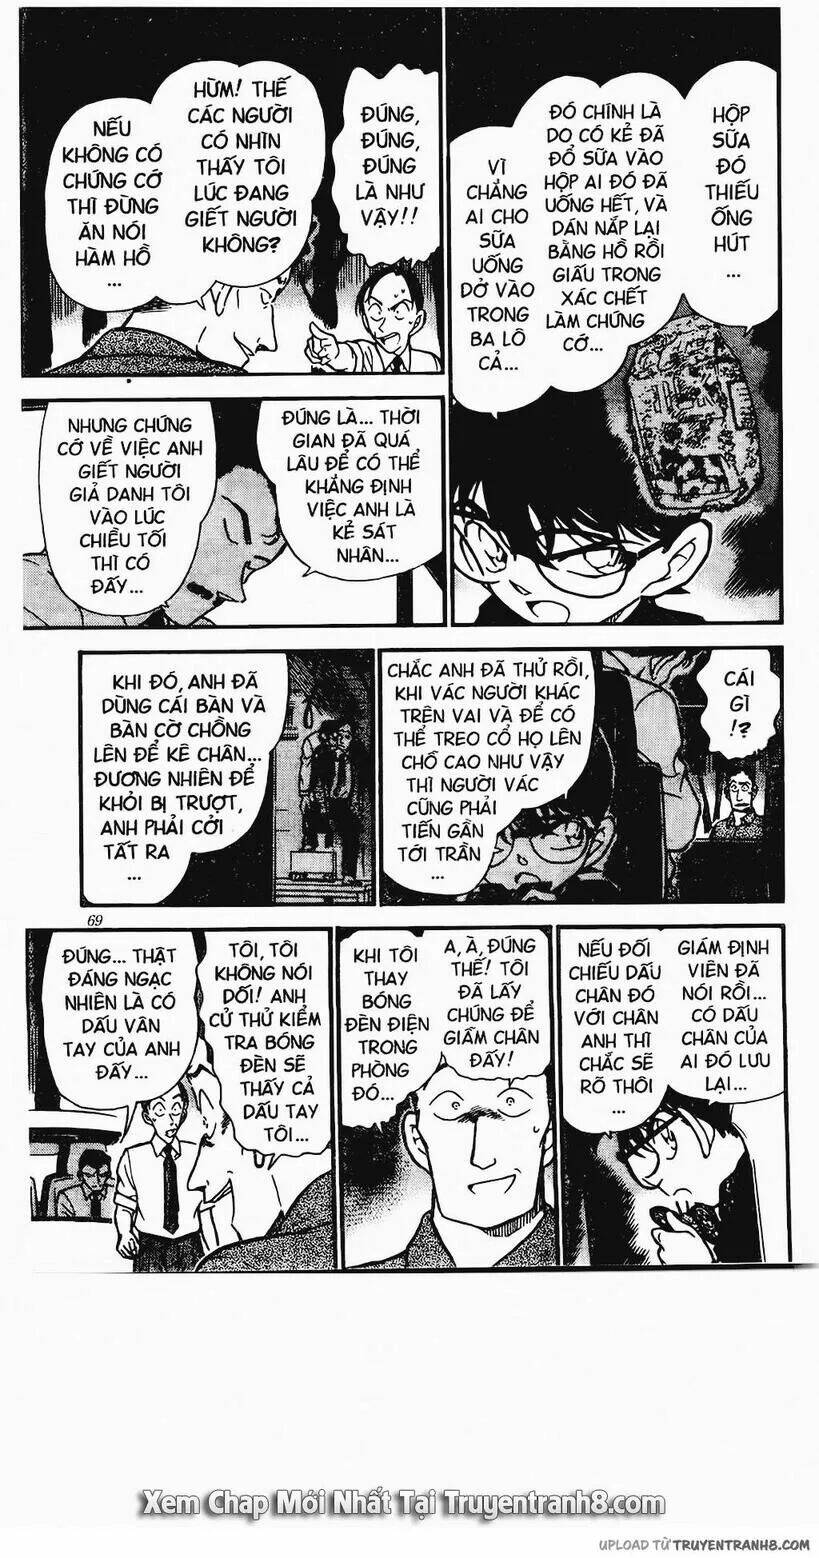 HỘP
SỮA
ĐÓ
THIẾU
ỐNG
HÚT
...
ĐÓ CHÍNH LÀ
DO CÓ KẺ ĐÃ
ĐỔ SỮA VÀO
HỘP AI ĐÓ ĐÃ
UỐNG HẾT, VÀ
DÁN NẮP LẠI
BẰNG HỒ RỒI
GIẤU TRONG
XÁC CHẾT
LÀM CHỨNG
CỚ...
VÌ
CHẲNG
AI CHO
SỮA
UỐNG
DỞ VÀO
TRONG
BA LÔ
CẢ...
ĐÚNG,
ĐÚNG,
ĐÚNG
LÀ NHƯ
VẬY!!
HỪM! THẾ
CÁC NGƯỜI
CÓ NHÌN
THẤY TÔI
LÚC ĐANG
GIẾT NGƯỜI
KHÔNG?
NẾU
KHÔNG CÓ
CHỨNG CỚ
THÌ ĐỪNG
ĂN NÓI
HÀM HỒ
...
ĐÚNG LÀ... THỜI
GIAN ĐÃ QUÁ
LÂU ĐỂ CÓ THỂ
KHẲNG ĐỊNH
VIỆC ANH LÀ
KẺ SÁT
NHÂN...
NHƯNG CHỨNG
CỚ VỀ VIỆC ANH
GIẾT NGƯỜI
GIẢ DANH TÔI
VÀO LÚC
CHIỀU TỐI
THÌ CÓ
ĐẤY...
CÁI
GÌ
!?
CHẮC ANH ĐÃ THỬ RỒI,
KHI VÁC NGƯỜI KHÁC
TRÊN VAI VÀ ĐỂ CÓ
THỂ TREO CỔ HỌ LÊN
CHỖ CAO NHƯ VẬY
THÌ NGƯỜI VÁC
CŨNG PHẢI
TIẾN GẦN
TỚI TRẦN
...
KHI ĐÓ, ANH ĐÃ
DÙNG CÁI BÀN VÀ
BÀN CỜ CHỒNG
LÊN ĐỂ KÊ CHÂN...
ĐƯƠNG NHIÊN ĐỂ
KHỎI BỊ TRƯỢT,
ANH PHẢI CỞI
TẤT RA
...
69
GIÁM ĐỊNH
VIÊN ĐÃ
NÓI RỒI...
CÓ DẤU
CHÂN CỦA
AI ĐÓ LƯU
LẠI...
NẾU ĐỐI
CHIẾU DẤU
CHÂN ĐÓ
VỚI CHÂN
ANH THÌ
CHẮC SẼ
RÕ THÔI
...
A, À, ĐÚNG
THẾ! TÔI
ĐÃ LẤY
CHÚNG ĐỂ
GIẪM CHÂN
ĐẤY!
KHI TÔI
THAY
BÓNG
ĐÈN ĐIỆN
TRONG
PHÒNG
ĐÓ...
TÔI, TÔI
KHÔNG NÓI
DỐI! ANH
CỬ THỬ KIỂM
TRA BÓNG
ĐÈN SẼ
THẤY CẢ
DẤU TAY
TÔI...
ĐÚNG... THẬT
ĐÁNG NGẠC
NHIÊN LÀ CÓ
DẤU VÂN
TAY CỦA ANH
ĐẤY...
Xem Chap Mới Nhất Tại Truyentranh8.com
UPLOAD TỪ TRUYENTRANH8.COM